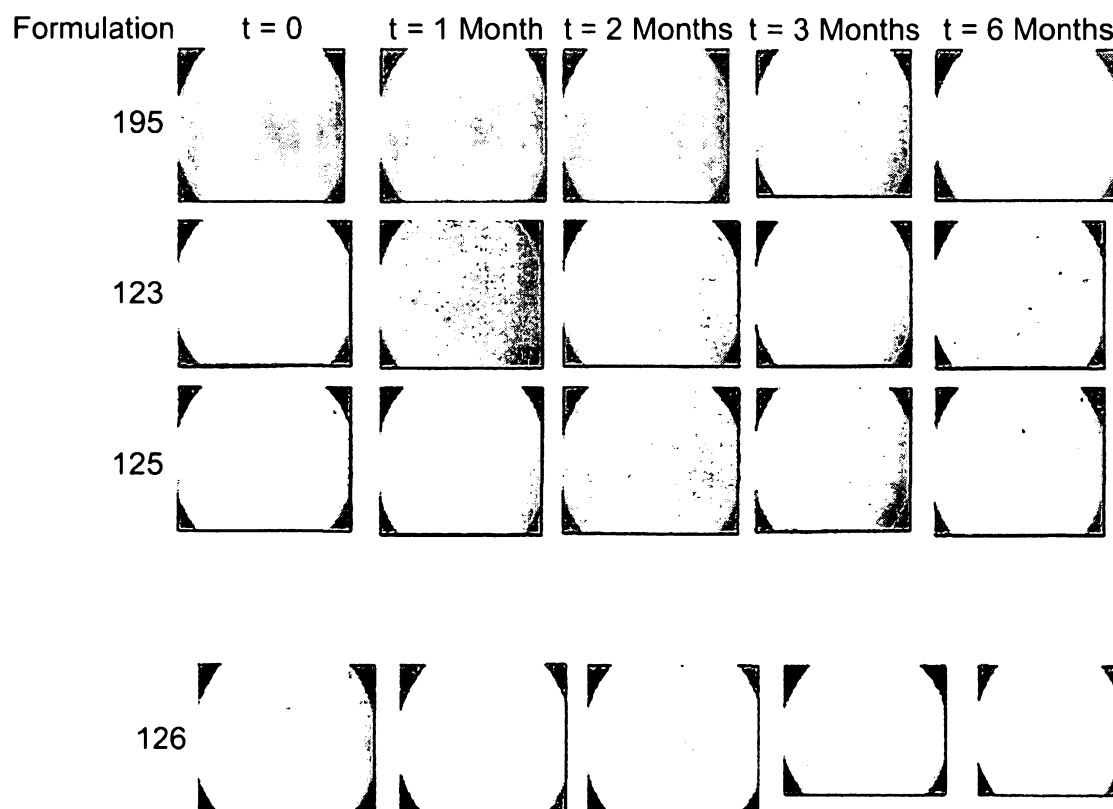 Formulation t = 0 t = 1 Month t = 2 Months t = 3 Months t = 6 Months
195
123
125
126